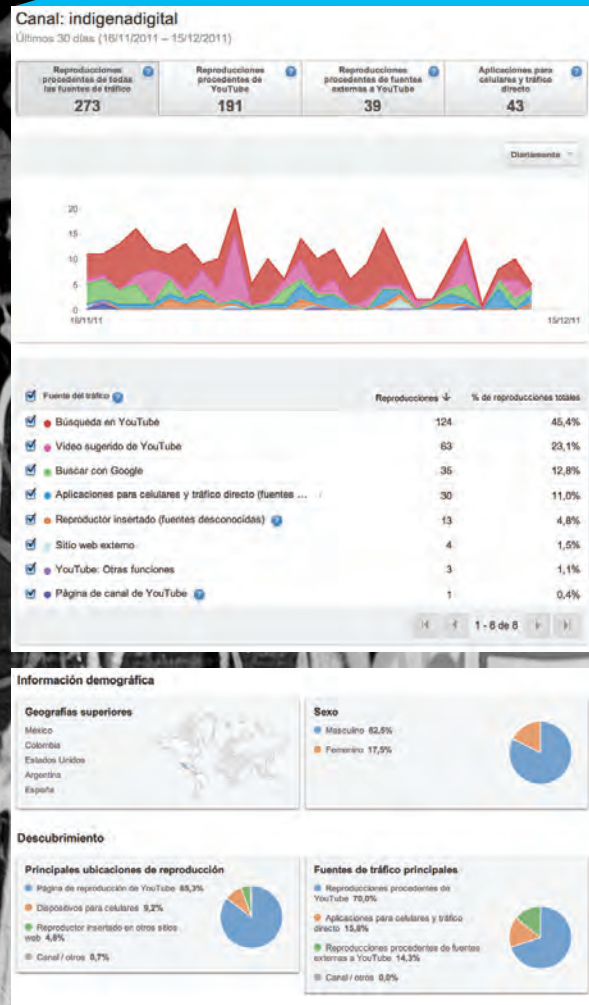 Canal: indigenadigital
Últimos 30 días (16/11/2011 – 15/12/2011)
Reproducciones procedentes de todas las fuentes de tráfico
273
Reproducciones procedentes de YouTube
191
Reproducciones procedentes de fuentes externas a YouTube
39
Aplicaciones para celulares y tráfico directo
43
Diariamente
20
15
10
5
0
16/11/11
15/12/11
Fuente del tráfico
Reproducciones ↓
% de reproducciones totales
Búsqueda en YouTube 124 45,4%
Video sugerido de YouTube 63 23,1%
Buscar con Google 35 12,8%
Aplicaciones para celulares y tráfico directo (fuentes ... 30 11,0%
Reproductor insertado (fuentes desconocidas) 13 4,8%
Sitio web externo 4 1,5%
YouTube: Otras funciones 3 1,1%
Página de canal de YouTube 1 0,4%
1 - 8 de 8
Información demográfica
Geografías superiores
México
Colombia
Estados Unidos
Argentina
España
Sexo
Masculino 82,5%
Femenino 17,5%
Descubrimiento
Principales ubicaciones de reproducción
Página de reproducción de YouTube 85,3%
Dispositivos para celulares 9,2%
Reproductor insertado en otros sitios
web 4,8%
Canal / otros 0,7%
Fuentes de tráfico principales
Reproducciones procedentes de
YouTube 70,0%
Aplicaciones para celulares y tráfico
directo 15,8%
Reproducciones procedentes de fuentes
externas a YouTube 14,3%
Canal / otros 0,0%